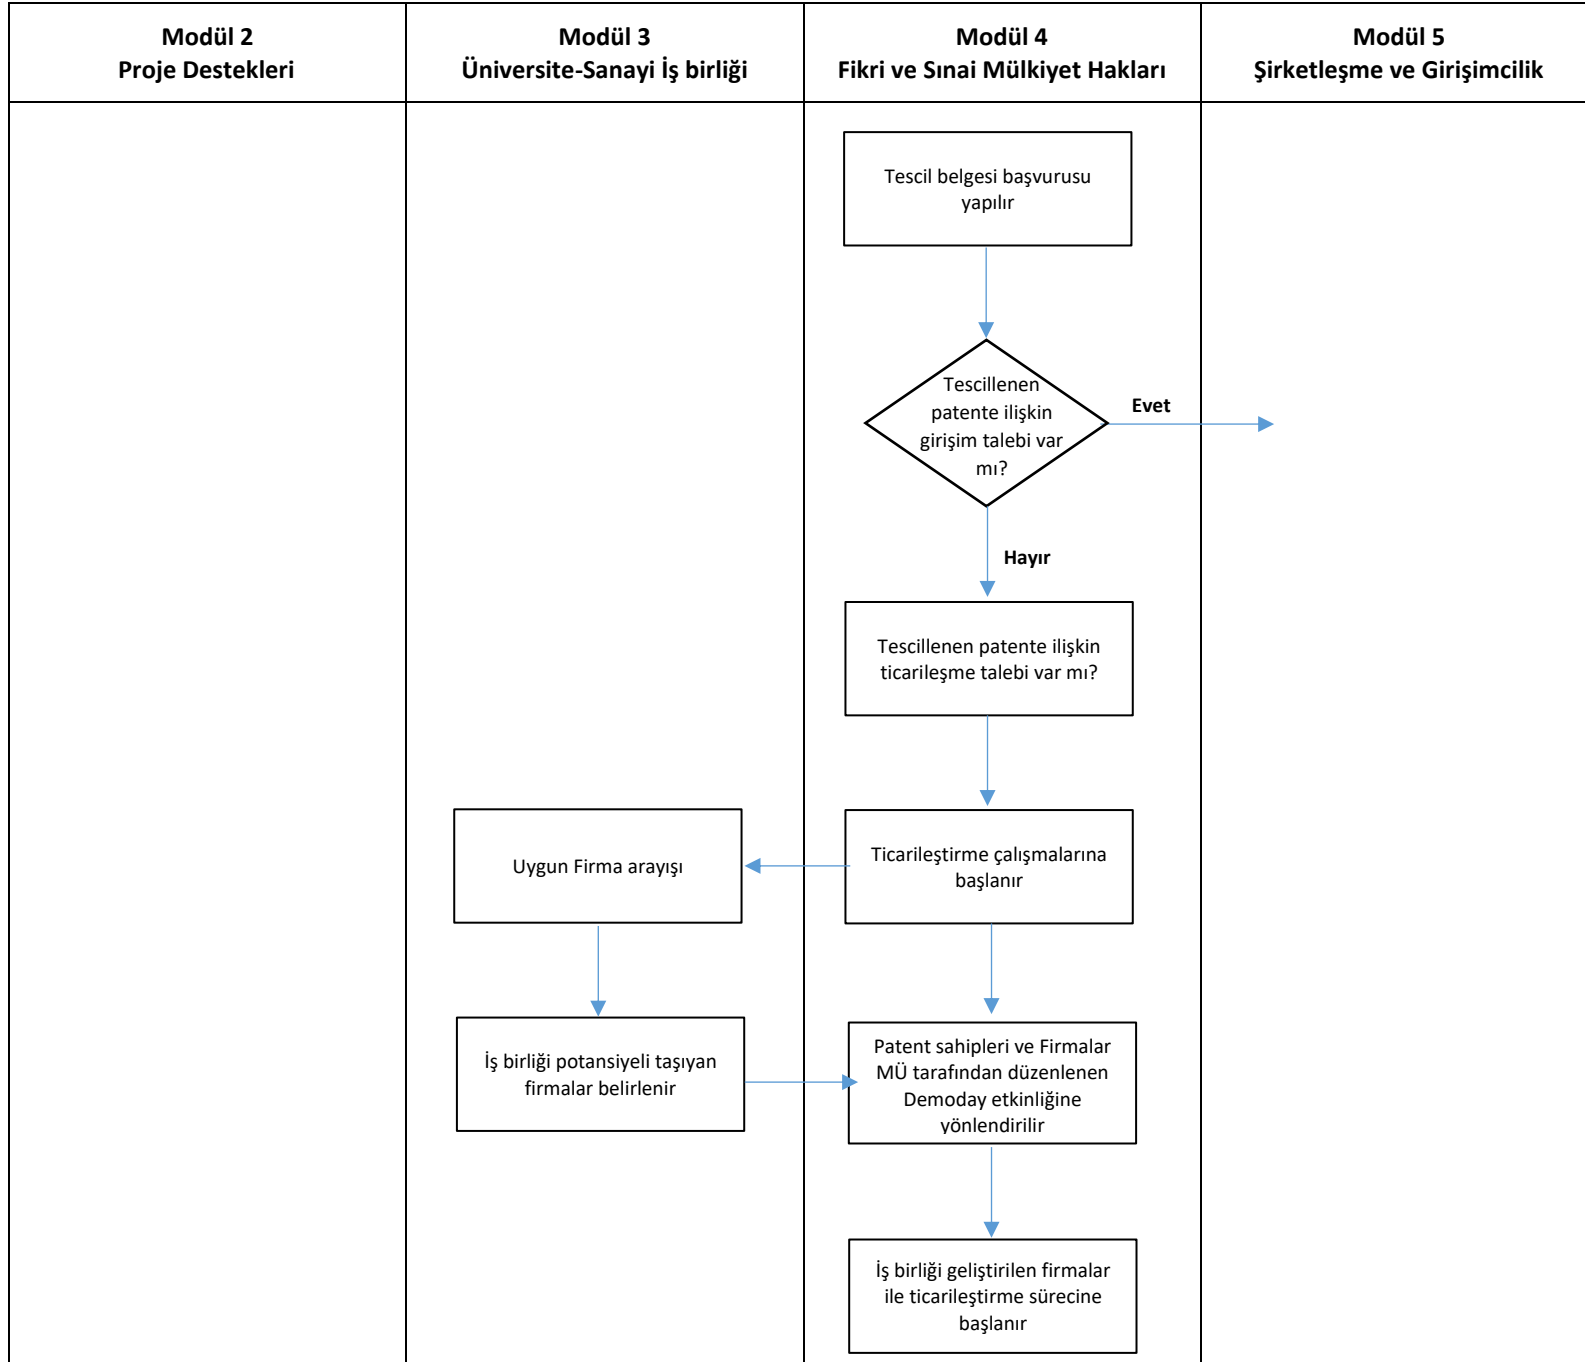 Modül 2
Proje Destekleri
Modül 3
Üniversite-Sanayi İş birliği
Modül 4
Fikri ve Sınai Mülkiyet Hakları
Modül 5
Şirketleşme ve Girişimcilik
Tescil belgesi başvurusu
yapılır
Tescillenen
patente ilişkin
girişim talebi var
mı?
Evet
Hayır
Tescillenen patente ilişkin
ticarileşme talebi var mı?
Uygun Firma arayışı
Ticarileştirme çalışmalarına
başlanır
İş birliği potansiyeli taşıyan
firmalar belirlenir
Patent sahipleri ve Firmalar
MÜ tarafından düzenlenen
Demoday etkinliğine
yönlendirilir
İş birliği geliştirilen firmalar
ile ticarileştirme sürecine
başlanır